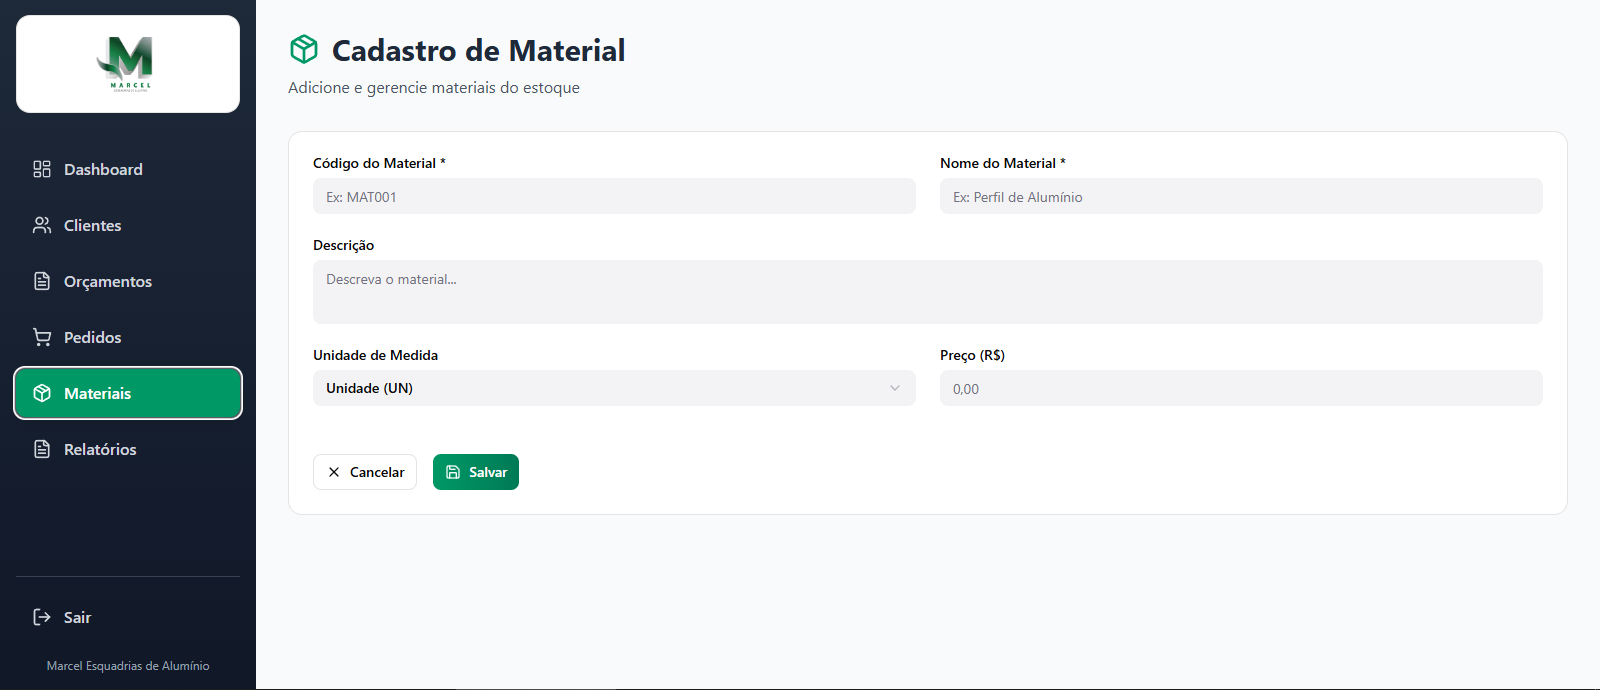 MARCEL
Dashboard
Clientes
Orçamentos
Pedidos
Materiais
Relatórios
Sair
Marcel Esquadrias de Alumínio
Cadastro de Material
Adicione e gerencie materiais do estoque
Código do Material *
Ex: MAT001
Nome do Material *
Ex: Perfil de Alumínio
Descrição
Descreva o material...
Unidade de Medida
Unidade (UN)
Preço (R$)
0,00
Cancelar
Salvar